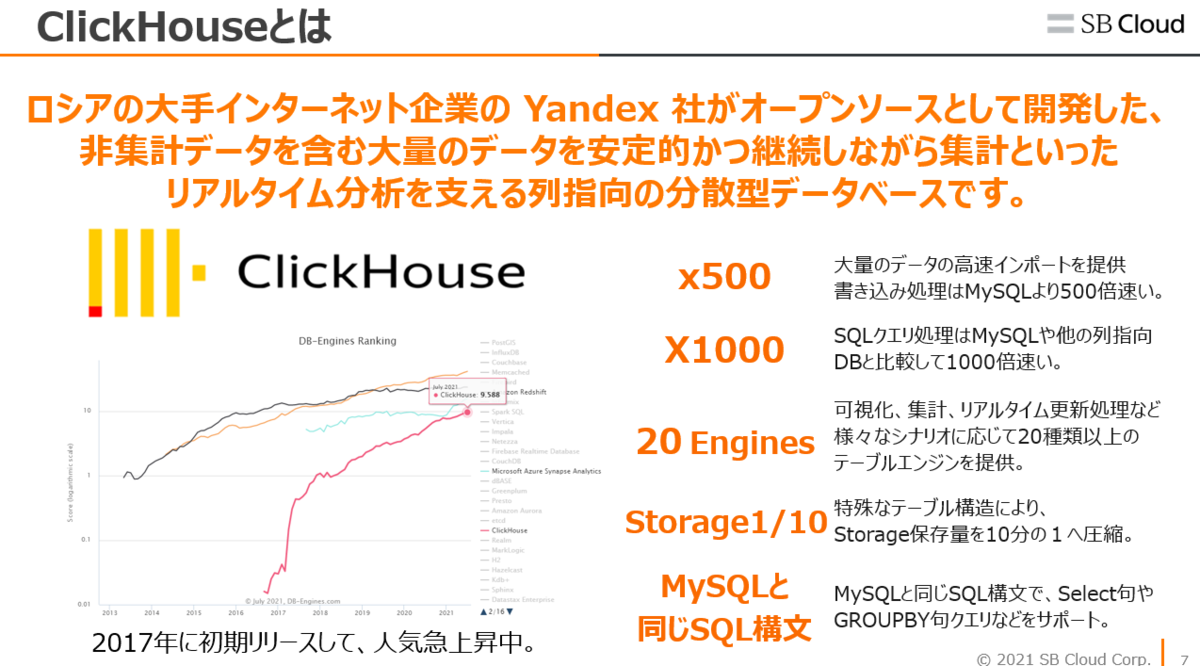 ClickHouseとは
SB Cloud
ロシアの大手インターネット企業の Yandex 社がオープンソースとして開発した、
非集計データを含む大量のデータを安定的かつ継続しながら集計といった
リアルタイム分析を支える列指向の分散型データベースです。
ClickHouse
DB-Engines Ranking
Score (logarithmic scale)
10
1
0.1
0.01
2013 2014 2015 2016 2017 2018 2019 2020 2021
July 2021
ClickHouse: 9.588
PostGIS
InfluxDB
Couchbase
Memcached
zon Redshift
Spark SQL
Vertica
Impala
Netezza
Firebase Realtime Database
CouchDB
Microsoft Azure Synapse Analytics
dBASE
Greenplum
Presto
Amazon Aurora
etcd
ClickHouse
Realm
MarkLogic
H2
Hazelcast
Kdb+
Sphinx
Datastax Enterprise
▲ 2/16 ▼
© July 2021, DB-Engines.com
2017年に初期リリースして、人気急上昇中。
x500
大量のデータの高速インポートを提供
書き込み処理はMySQLより500倍速い。
X1000
SQLクエリ処理はMySQLや他の列指向
DBと比較して1000倍速い。
20 Engines
可視化、集計、リアルタイム更新処理など
様々なシナリオに応じて20種類以上の
テーブルエンジンを提供。
Storage1/10
特殊なテーブル構造により、
Storage保存量を10分の１へ圧縮。
MySQLと
同じSQL構文
MySQLと同じSQL構文で、Select句や
GROUPBY句クエリなどをサポート。
© 2021 SB Cloud Corp.
7